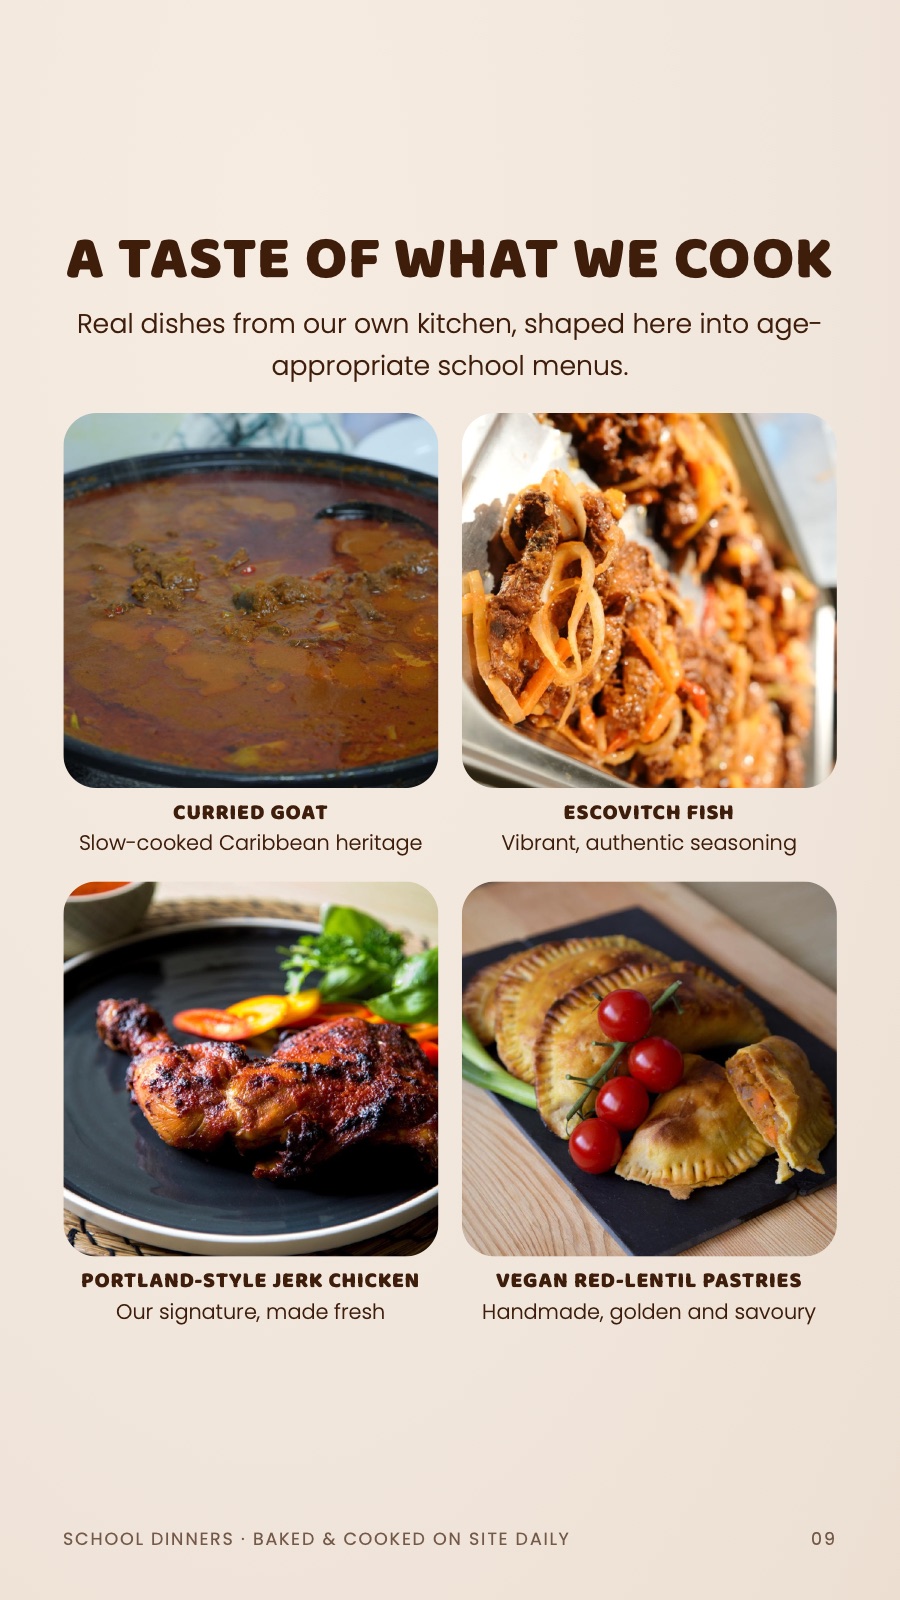 A TASTE OF WHAT WE COOK
Real dishes from our own kitchen, shaped here into age-
appropriate school menus.
CURRIED GOAT
Slow-cooked Caribbean heritage
ESCOVITCH FISH
Vibrant, authentic seasoning
PORTLAND-STYLE JERK CHICKEN
Our signature, made fresh
VEGAN RED-LENTIL PASTRIES
Handmade, golden and savoury
SCHOOL DINNERS · BAKED & COOKED ON SITE DAILY
09